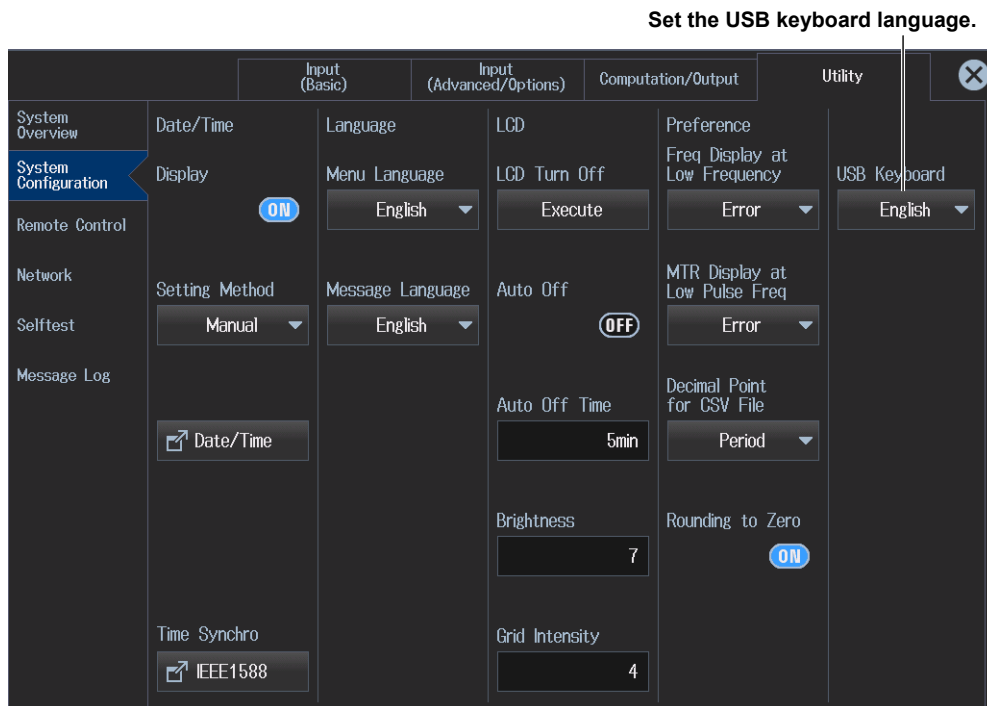 Set the USB keyboard language.
Input
(Basic)
Input
(Advanced/Options)
Computation/Output
Utility
System
Overview
System
Configuration
Remote Control
Network
Selftest
Message Log
Date/Time
Display
ON
Setting Method
Manual
Date/Time
Time Synchro
IEEE1588
Language
Menu Language
English
Message Language
English
LCD
LCD Turn Off
Execute
Auto Off
OFF
Auto Off Time
5min
Brightness
7
Grid Intensity
4
Preference
Freq Display at
Low Frequency
Error
MTR Display at
Low Pulse Freq
Error
Decimal Point
for CSV File
Period
Rounding to Zero
ON
USB Keyboard
English